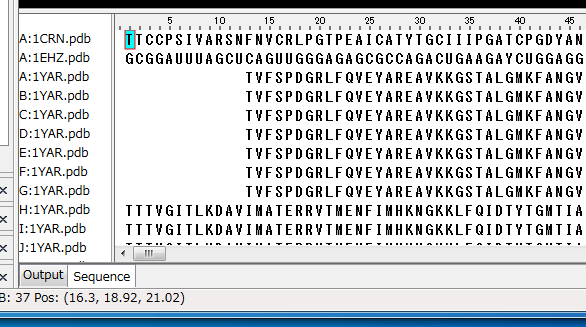 5 10 15 20 25 30 35 40 45
A:1CRN.pdb TTCCPSIVARSNFNVCRLPGTPEAICATYTGCIIIPGATCPGDYAN
A:1EHZ.pdb GCGGAUUUAGCUCAGUUGGGAGAGCGCCAGACUGAAGAYCUGGAGG
A:1YAR.pdb TVFSPDGRLFQVEYAREAVKKGSTALGMKFANGV
B:1YAR.pdb TVFSPDGRLFQVEYAREAVKKGSTALGMKFANGV
C:1YAR.pdb TVFSPDGRLFQVEYAREAVKKGSTALGMKFANGV
D:1YAR.pdb TVFSPDGRLFQVEYAREAVKKGSTALGMKFANGV
E:1YAR.pdb TVFSPDGRLFQVEYAREAVKKGSTALGMKFANGV
F:1YAR.pdb TVFSPDGRLFQVEYAREAVKKGSTALGMKFANGV
G:1YAR.pdb TVFSPDGRLFQVEYAREAVKKGSTALGMKFANGV
H:1YAR.pdb TTTVGITLKDAVIMATERRVTMENFIMHKNGKKLFQIDTYTGMTIA
I:1YAR.pdb TTTVGITLKDAVIMATERRVTMENFIMHKNGKKLFQIDTYTGMTIA
J:1YAR.pdb
Output Sequence
B: 37 Pos: (16.3, 18.92, 21.02)